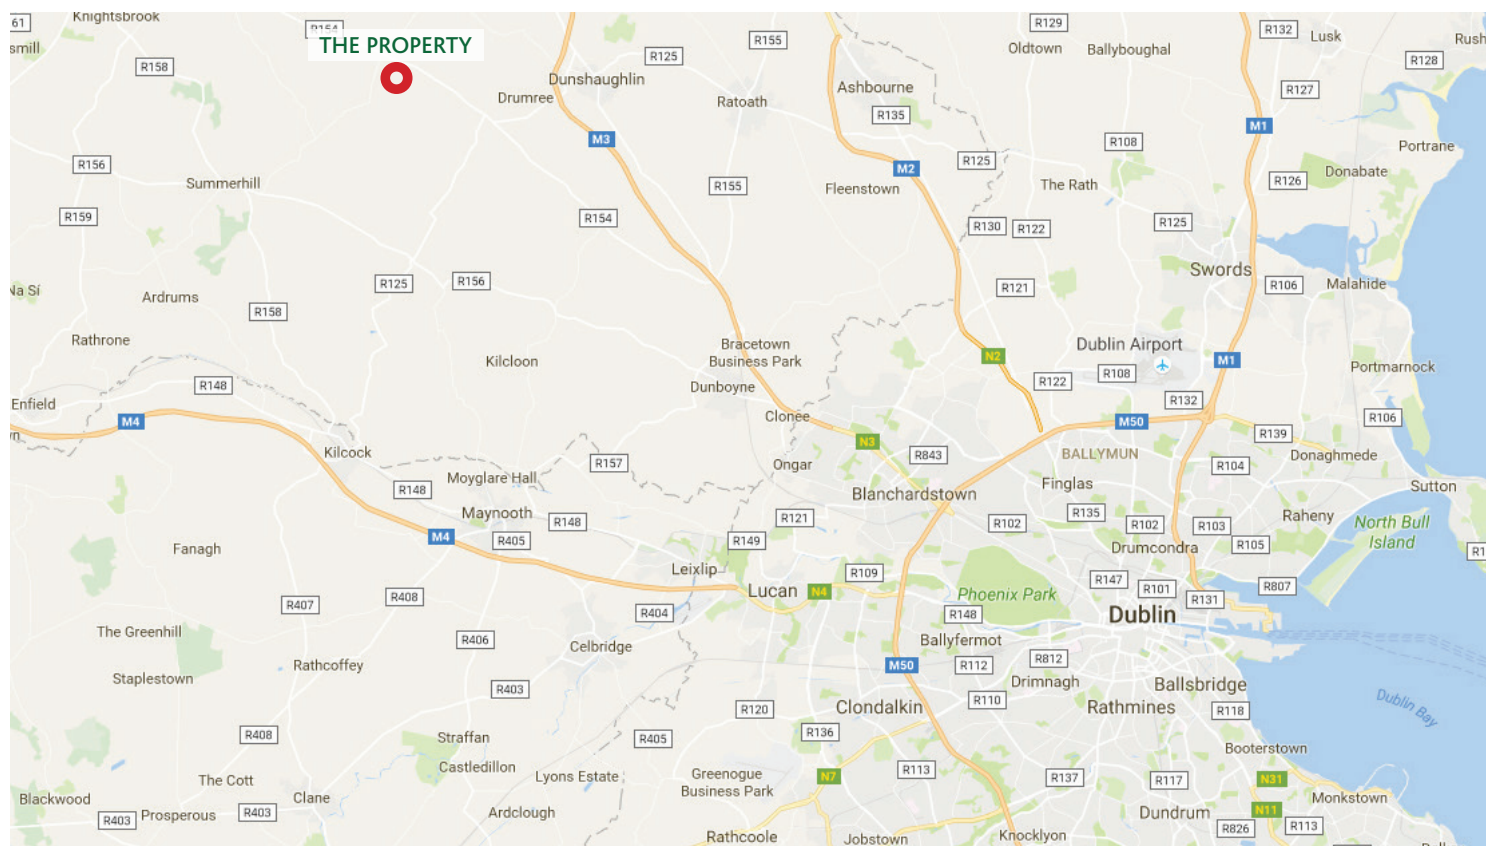 61
Knightsbrook
R154
THE PROPERTY
R125
R155
R129
Oldtown
Ballyboughal
R132
Lusk
Rush
smill
R158
Dunshaughlin
Drumree
Ratoath
Ashbourne
R135
R128
R127
M1
M3
R156
Summerhill
R159
R155
M2
R125
Fleenstown
R108
The Rath
Portrane
Donabate
R126
R154
R130
R122
R125
Swords
Na Sí
Ardrums
R125
R156
R158
R121
R106
Malahide
Rathrone
Kilcloon
Bracetown
Business Park
Dunboyne
N2
Dublin Airport
R108
R122
R132
M1
Portmarnock
Enfield
R148
M4
Clonee
N3
M50
R106
R139
Kilcock
R157
Ongar
R843
BALLYMUN
Donaghmede
R104
Moyglare Hall
R148
Maynooth
R148
R405
M4
Blanchardstown
Finglas
Sutton
R121
R102
R135
R102
R103
Raheny
North Bull
Island
R149
Drumcondra
R105
R1
Fanagh
Leixlip
Lucan
N4
R109
Phoenix Park
R147
R101
R131
R807
R407
R408
R404
R148
Dublin
The Greenhill
R406
Celbridge
Ballyfermot
Rathcoffey
Staplestown
R403
M50
R112
R812
Drimnagh
Ballsbridge
Dublin Bay
R120
Clondalkin
R110
Rathmines
R118
R408
Straffan
R405
R136
Booterstown
Castledillon
The Cott
Lyons Estate
Greenogue
Business Park
N7
R113
R137
R117
N31
Blackwood
R403
Prosperous
R403
Clane
Ardclough
Monkstown
N11
Dundrum
R826
R113
Rathcoole
Jobstown
Knocklyon